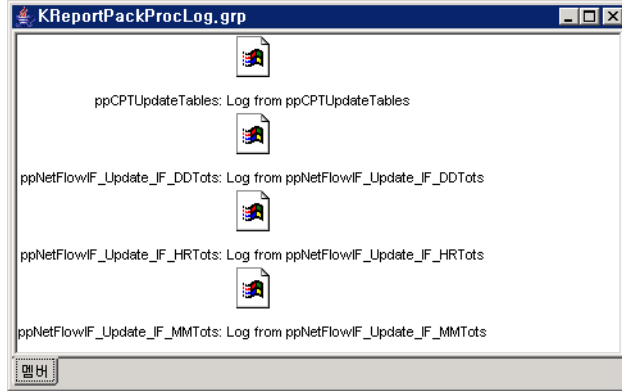 KReportPackProcLog.grp
ppCPTUpdateTables: Log from ppCPTUpdateTables
ppNetFlowIF_Update_IF_DDTots: Log from ppNetFlowIF_Update_IF_DDTots
ppNetFlowIF_Update_IF_HRTots: Log from ppNetFlowIF_Update_IF_HRTots
ppNetFlowIF_Update_IF_MMTots: Log from ppNetFlowIF_Update_IF_MMTots
멤버